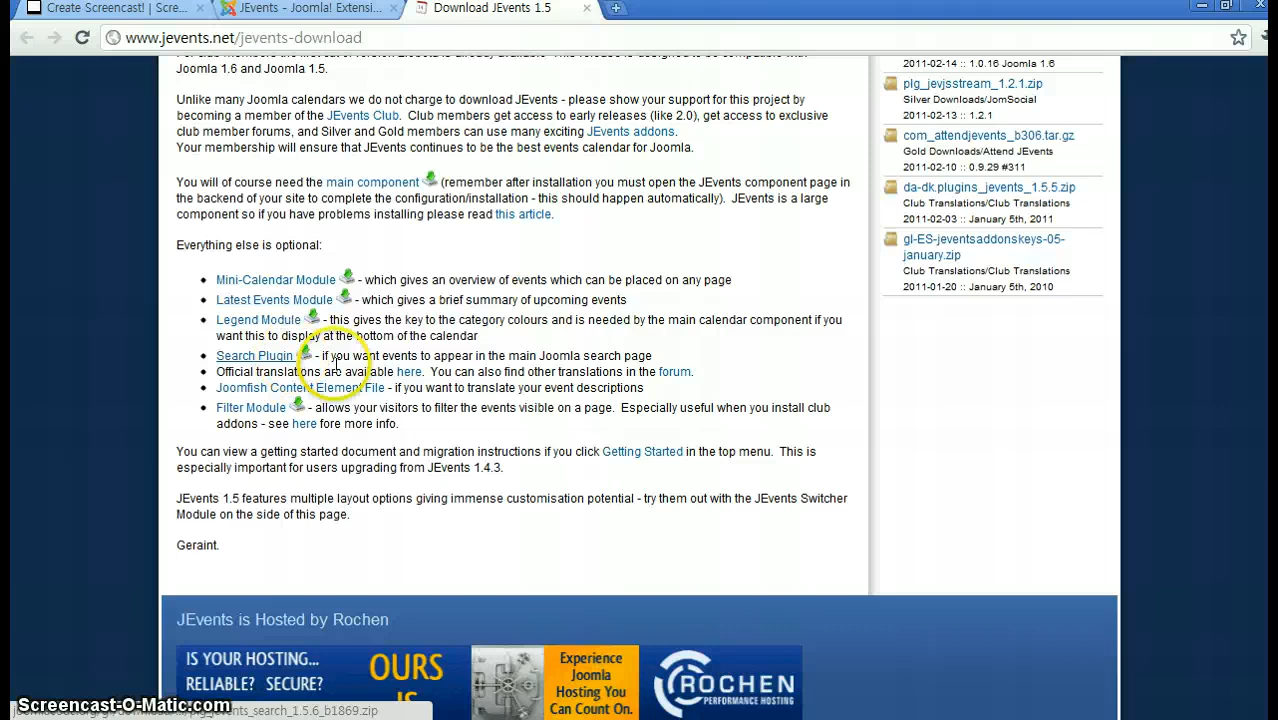 Create Screencast! | Scre...
JEvents - Joomla! Extensi...
Download JEvents 1.5
www.jevents.net/jevents-download
Joomla 1.6 and Joomla 1.5.
Unlike many Joomla calendars we do not charge to download JEvents - please show your support for this project by
becoming a member of the JEvents Club. Club members get access to early releases (like 2.0), get access to exclusive
club member forums, and Silver and Gold members can use many exciting JEvents addons.
Your membership will ensure that JEvents continues to be the best events calendar for Joomla.
You will of course need the main component (remember after installation you must open the JEvents component page in
the backend of your site to complete the configuration/installation - this should happen automatically). JEvents is a large
component so if you have problems installing please read this article.
Everything else is optional:
Mini-Calendar Module - which gives an overview of events which can be placed on any page
Latest Events Module - which gives a brief summary of upcoming events
Legend Module - this gives the key to the category colours and is needed by the main calendar component if you
want this to display at the bottom of the calendar
Search Plugin - if you want events to appear in the main Joomla search page
Official translations are available here. You can also find other translations in the forum.
Joomfish Content Element File - if you want to translate your event descriptions
Filter Module - allows your visitors to filter the events visible on a page. Especially useful when you install club
addons - see here fore more info.
You can view a getting started document and migration instructions if you click Getting Started in the top menu. This is
especially important for users upgrading from JEvents 1.4.3.
JEvents 1.5 features multiple layout options giving immense customisation potential - try them out with the JEvents Switcher
Module on the side of this page.
Geraint.
2011-02-14 :: 1.0.16 Joomla 1.6
plg_jevjsstream_1.2.1.zip
Silver Downloads/JomSocial
2011-02-13 :: 1.2.1
com_attendjevents_b306.tar.gz
Gold Downloads/Attend JEvents
2011-02-10 :: 0.9.29 #311
da-dk.plugins_jevents_1.5.5.zip
Club Translations/Club Translations
2011-02-03 :: January 5th, 2011
gl-ES-jeventsaddonskeys-05-
january.zip
Club Translations/Club Translations
2011-01-20 :: January 5th, 2010
JEvents is Hosted by Rochen
IS YOUR HOSTING...
RELIABLE? SECURE?
OURS
IS
Experience
Joomla
Hosting You
Can Count On.
ROCHEN
PERFORMANCE HOSTING
Screencast-O-Matic.com
plg_jevents_search_1.5.6_b1869.zip